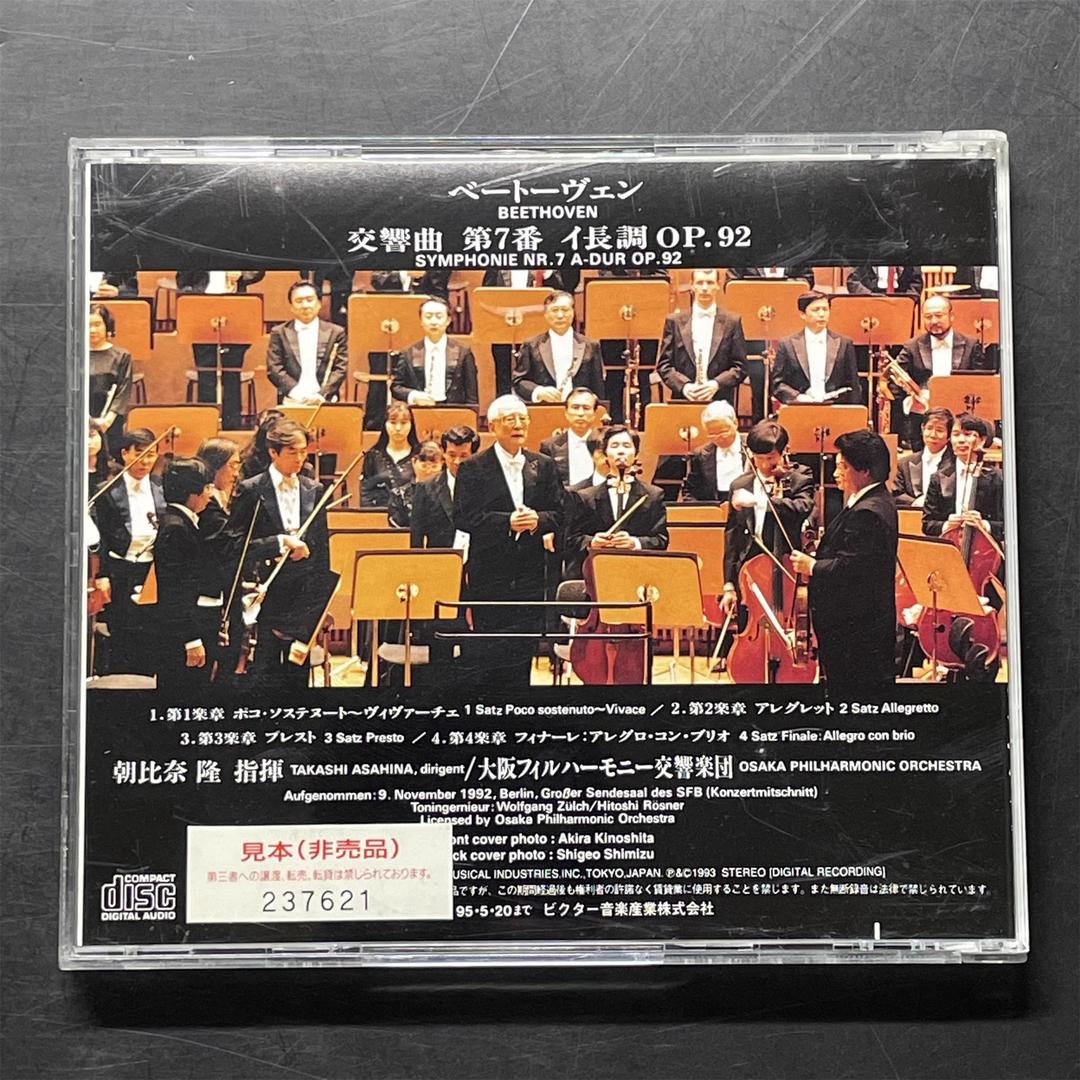 ベートーヴェン
BEETHOVEN
交響曲 第7番 イ長調 OP. 92
SYMPHONIE NR.7 A-DUR OP.92
1. 第1楽章 ポコ・ソステヌート〜ヴィヴァーチェ 1 Satz Poco sostenuto~Vivace / 2. 第2楽章 アレグレット 2 Satz Allegretto
3. 第3楽章 プレスト 3 Satz Presto / 4. 第4楽章 フィナーレ:アレグロ・コン・ブリオ 4 Satz Finale: Allegro con brio
朝比奈 隆 指揮 TAKASHI ASAHINA, dirigent/大阪フィルハーモニー交響楽団 OSAKA PHILHARMONIC ORCHESTRA
Aufgenommen: 9. November 1992, Berlin, Großer Sendesaal des SFB (Konzertmitschnitt)
Toningernieur: Wolfgang Zülch/Hitoshi Rösner
Licensed by Osaka Philharmonic Orchestra
ont cover photo : Akira Kinoshita
ck cover photo : Shigeo Shimizu
USICAL INDUSTRIES, INC., TOKYO, JAPAN. ℗&©1993 STEREO [DIGITAL RECORDING]
品ですが、この期間経過後も権利者の許諾なく賃貸業に使用することを禁じます。また無断録音は法律で禁じられています。
95・5・20まで ビクター音楽産業株式会社
見本(非売品)
第三者への譲渡、転売、転貸は禁じられております。
237621
COMPACT
disc
DIGITAL AUDIO